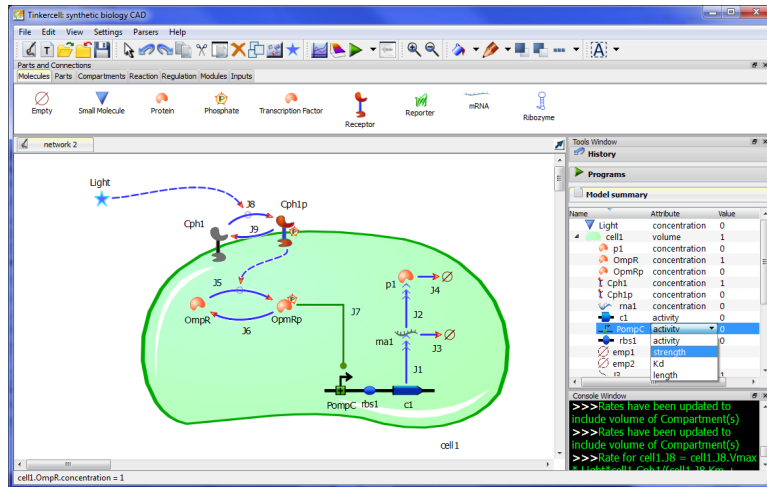 Tinkercell: synthetic biology CAD
File Edit View Settings Parsers Help
Parts and Connections
Molecules Parts Compartments Reaction Regulation Modules Inputs
Empty Small Molecule Protein Phosphate Transcription Factor Receptor Reporter mRNA Ribozyme
network 2
Light
J8
Cph1p
Cph1
J9
J5
OmpR
OpmRp
J6
J7
p1
J4
J2
rna1
J3
J1
PompC rbs1 c1
cell1
Tools Window
History
Programs
Model summary
Name Attribute Value
Light concentration 0
cell1 volume 1
p1 concentration 0
OmpR concentration 1
OpmRp concentration 0
Cph1 concentration 1
Cph1p concentration 0
rna1 concentration 0
c1 activity 0
PompC activity 0
rbs1 activity 0
emp1 strength
emp2 Kd
J3 length 1
Console Window
>>>Rates have been updated to
include volume of Compartment(s)
>>>Rates have been updated to
include volume of Compartment(s)
>>>Rate for cell1.J8 = cell1.J8.Vmax
* Light*cell1.Cph1/(cell1.J8.Km +
cell1.OmpR.concentration = 1